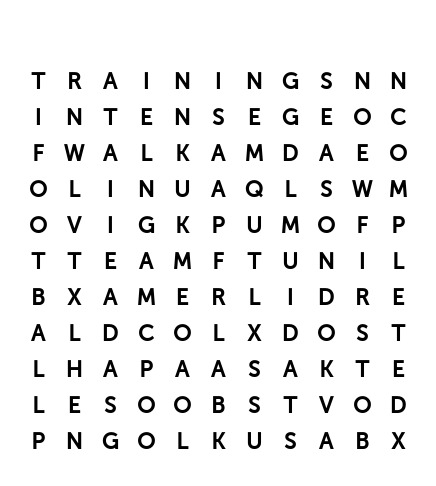 T R A I N I N G S N N
I N T E N S E G E O C
F W A L K A M D A E O
O L I N U A Q L S W M
O V I G K P U M O F P
T T E A M F T U N I L
B X A M E R L I D R E
A L D C O L X D O S T
L H A P A A S A K T E
L E S O O B S T V O D
P N G O L K U S A B X